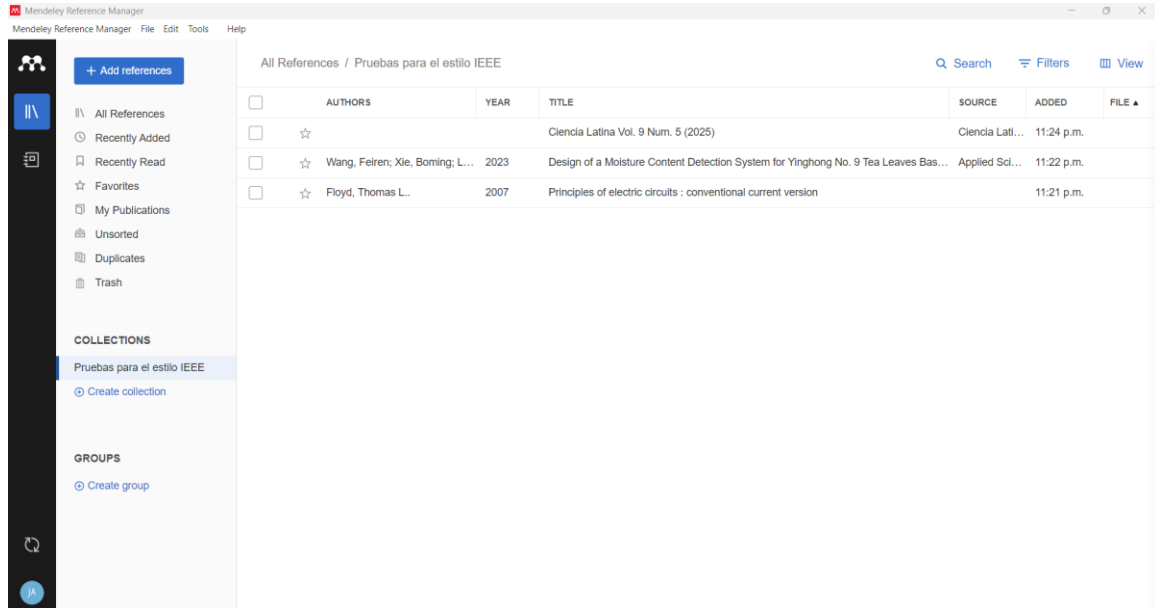 Mendeley Reference Manager
Mendeley Reference Manager File Edit Tools Help
+ Add references
All References
Recently Added
Recently Read
Favorites
My Publications
Unsorted
Duplicates
Trash
COLLECTIONS
Pruebas para el estilo IEEE
Create collection
GROUPS
Create group
JA
All References / Pruebas para el estilo IEEE
Search Filters View
AUTHORS YEAR TITLE SOURCE ADDED FILE
Ciencia Latina Vol. 9 Num. 5 (2025) Ciencia Lati... 11:24 p.m.
Wang, Feiren; Xie, Boming; L... 2023 Design of a Moisture Content Detection System for Yinghong No. 9 Tea Leaves Bas... Applied Sci... 11:22 p.m.
Floyd, Thomas L.. 2007 Principles of electric circuits : conventional current version 11:21 p.m.